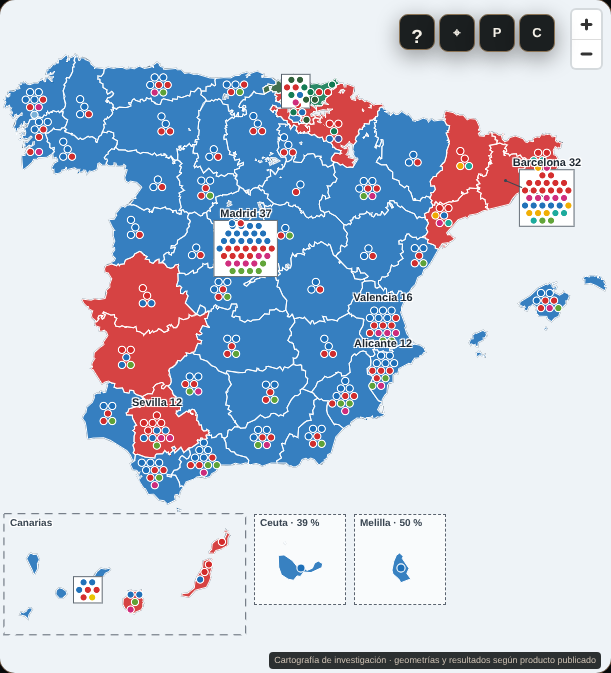 ? ⌖ P C
+
−
Barcelona 32
Madrid 37
Valencia 16
Alicante 12
Sevilla 12
Canarias
Ceuta · 39 %
Melilla · 50 %
Cartografía de investigación · geometrías y resultados según producto publicado